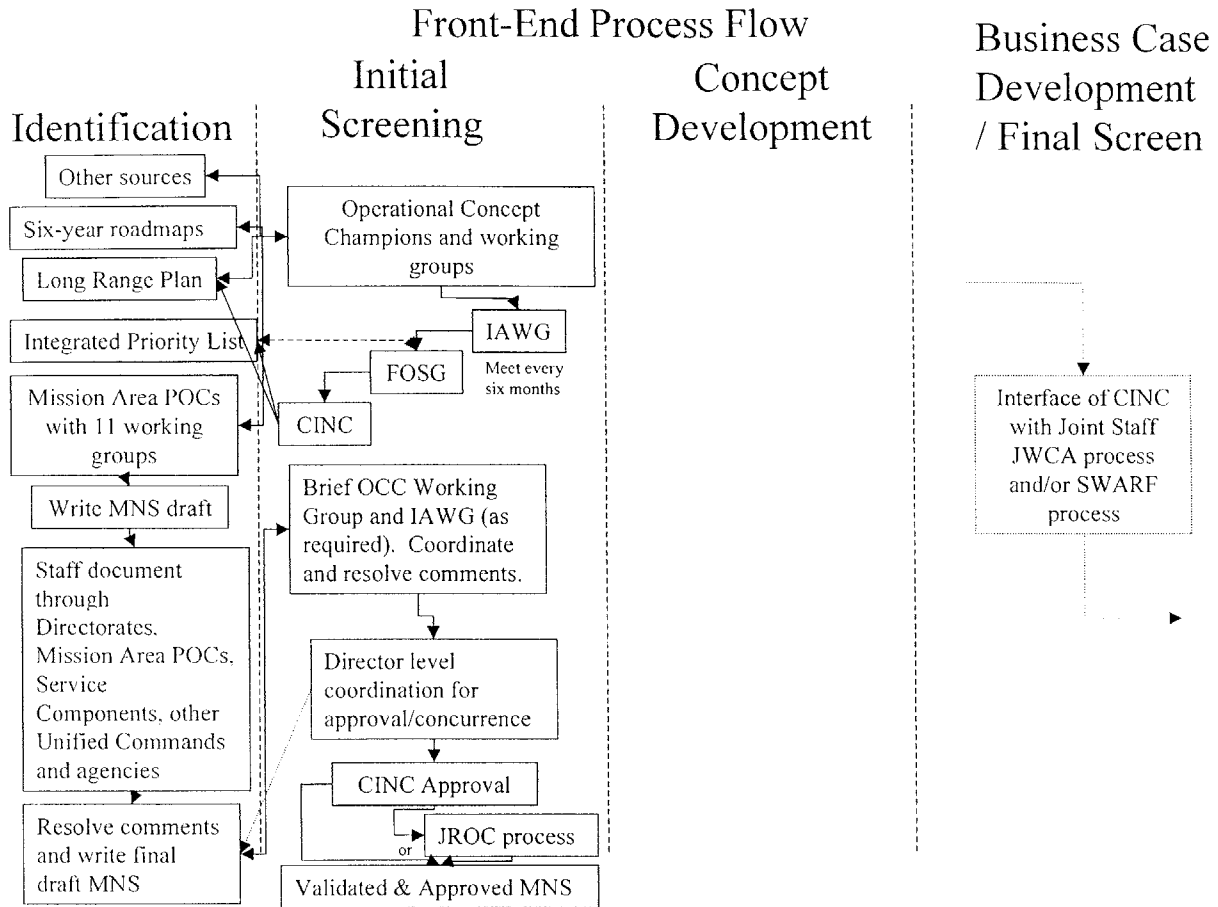 Front-End Process Flow
Identification
Initial
Screening
Concept
Development
Business Case
Development
/ Final Screen
Other sources
Six-year roadmaps
Long Range Plan
Integrated Priority List
Mission Area POCs
with 11 working
groups
Write MNS draft
Staff document
through
Directorates,
Mission Area POCs,
Service
Components, other
Unified Commands
and agencies
Resolve comments
and write final
draft MNS
Operational Concept
Champions and working
groups
IAWG
Meet every
six months
FOSG
CINC
Brief OCC Working
Group and IAWG (as
required). Coordinate
and resolve comments.
Director level
coordination for
approval/concurrence
CINC Approval
or
JROC process
Validated & Approved MNS
Interface of CINC
with Joint Staff
JWCA process
and/or SWARF
process